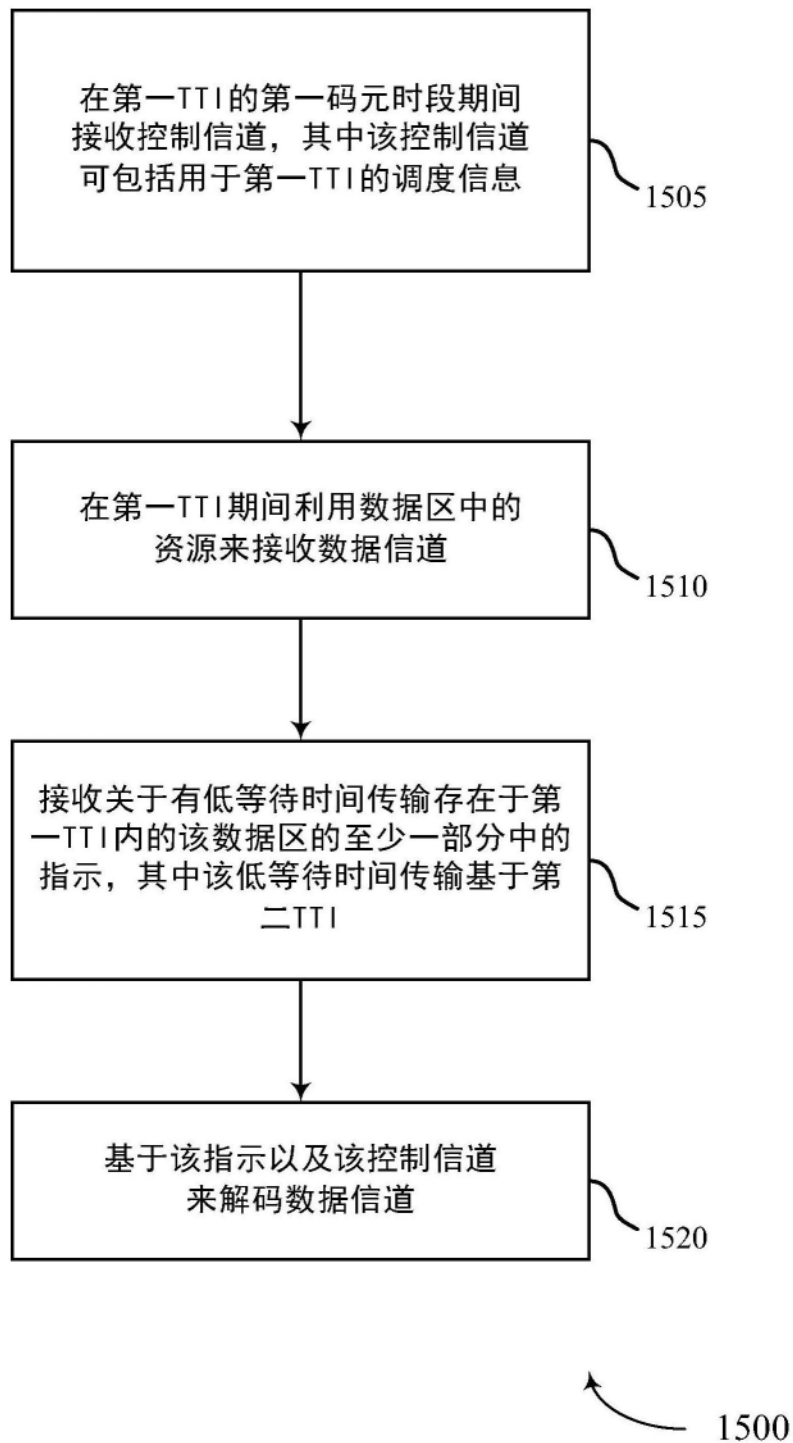 在第一TTI的第一码元时段期间
接收控制信道，其中该控制信道
可包括用于第一TTI的调度信息
1505
在第一TTI期间利用数据区中的
资源来接收数据信道
1510
接收关于有低等待时间传输存在于第
一TTI内的该数据区的至少一部分中的
指示，其中该低等待时间传输基于第
二TTI
1515
基于该指示以及该控制信道
来解码数据信道
1520
1500